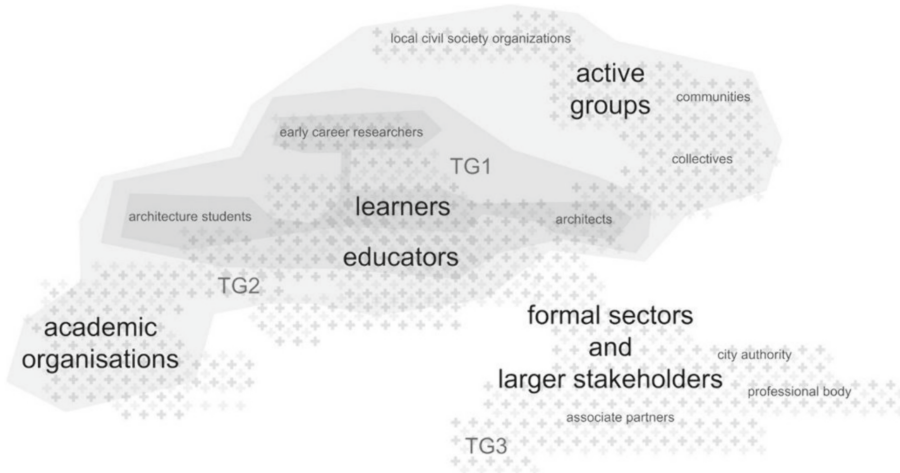 local civil society organizations
active
groups
communities
early career researchers
collectives
TG1
learners
architecture students
architects
educators
TG2
academic
organisations
formal sectors
and
larger stakeholders
city authority
professional body
associate partners
TG3